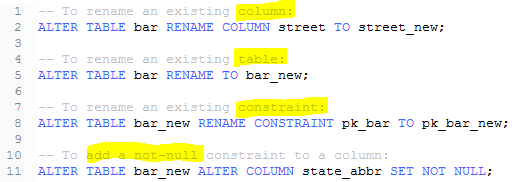 1 -- To rename an existing column:
2 ALTER TABLE bar RENAME COLUMN street TO street_new;
3
4 -- To rename an existing table:
5 ALTER TABLE bar RENAME TO bar_new;
6
7 -- To rename an existing constraint:
8 ALTER TABLE bar_new RENAME CONSTRAINT pk_bar TO pk_bar_new;
9
10 -- To add a not-null constraint to a column:
11 ALTER TABLE bar_new ALTER COLUMN state_abbr SET NOT NULL;